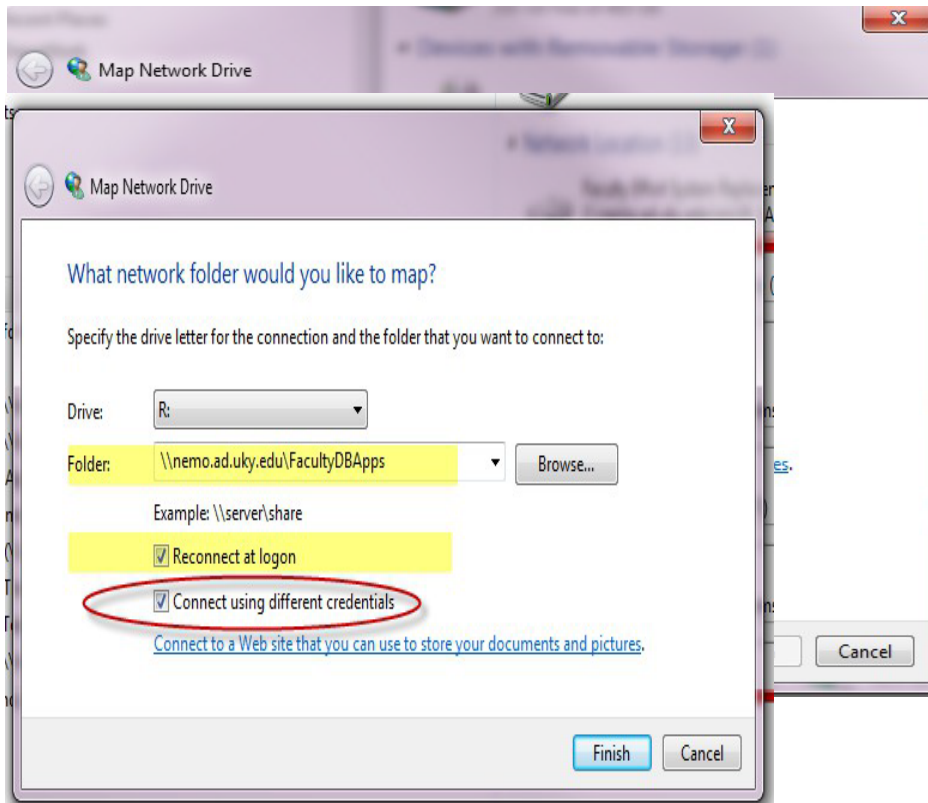 Map Network Drive
X
Map Network Drive
X
What network folder would you like to map?
Specify the drive letter for the connection and the folder that you want to connect to:
Drive: R:
Folder: \\nemo.ad.uky.edu\FacultyDBApps Browse...
Example: \\server\share
Reconnect at logon
Connect using different credentials
Connect to a Web site that you can use to store your documents and pictures.
Finish Cancel
es.
Cancel